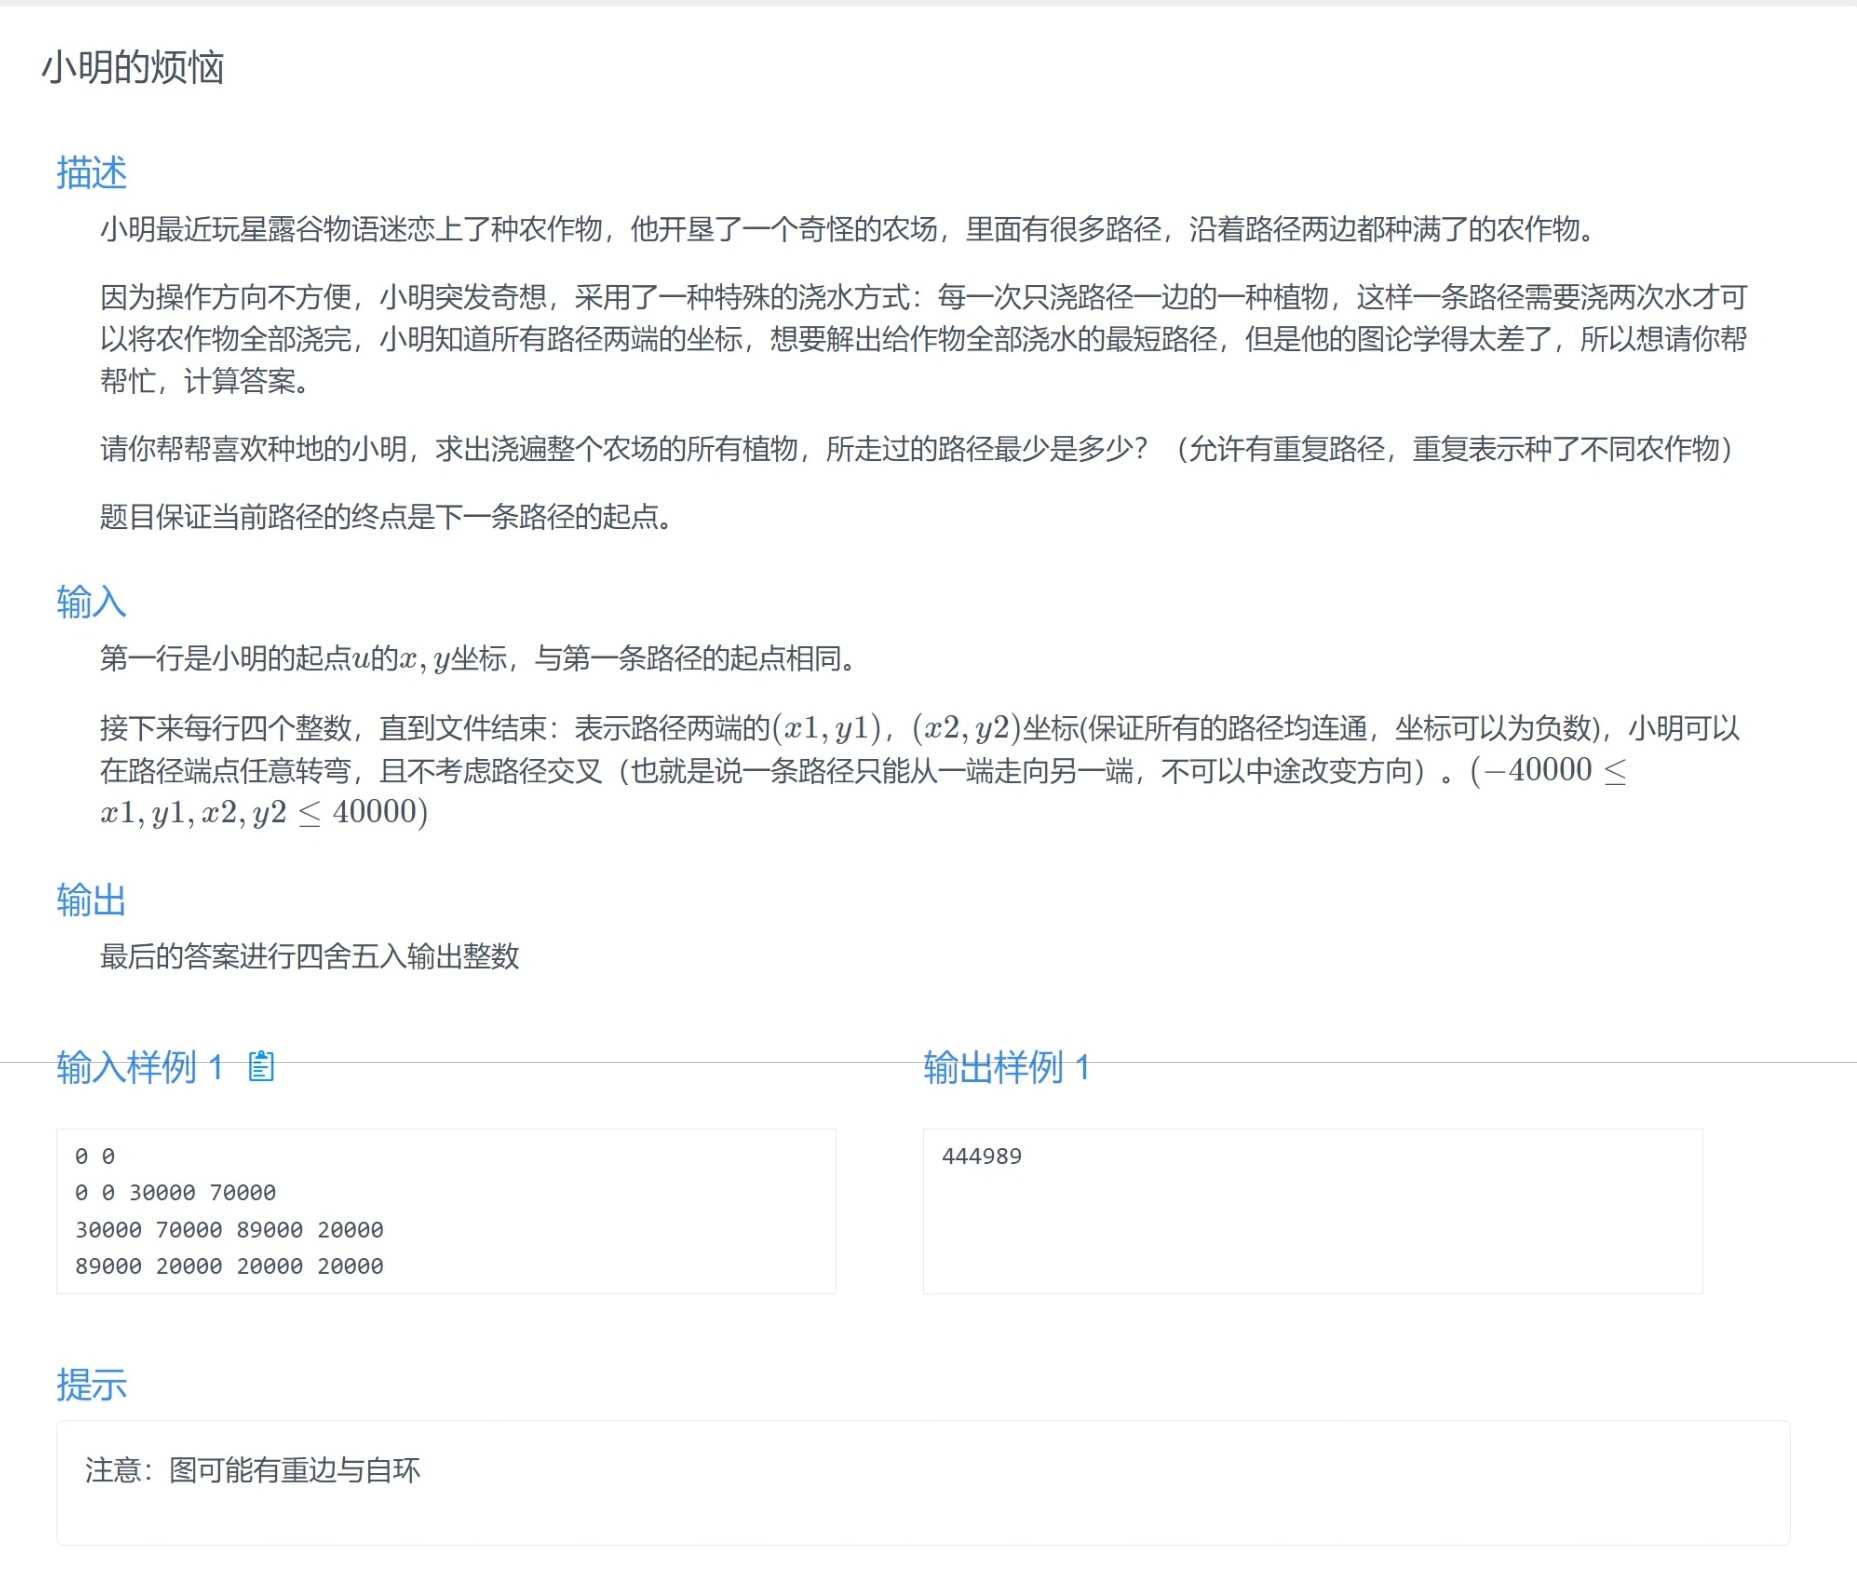 小明的烦恼
描述
小明最近玩星露谷物语迷恋上了种农作物，他开垦了一个奇怪的农场，里面有很多路径，沿着路径两边都种满了的农作物。
因为操作方向不方便，小明突发奇想，采用了一种特殊的浇水方式：每一次只浇路径一边的一种植物，这样一条路径需要浇两次水才可
以将农作物全部浇完，小明知道所有路径两端的坐标，想要解出给作物全部浇水的最短路径，但是他的图论学得太差了，所以想请你帮
帮忙，计算答案。
请你帮帮喜欢种地的小明，求出浇遍整个农场的所有植物，所走过的路径最少是多少？（允许有重复路径，重复表示种了不同农作物）
题目保证当前路径的终点是下一条路径的起点。
输入
第一行是小明的起点u的x, y坐标，与第一条路径的起点相同。
接下来每行四个整数，直到文件结束：表示路径两端的(x1, y1)，(x2, y2)坐标(保证所有的路径均连通，坐标可以为负数)，小明可以
在路径端点任意转弯，且不考虑路径交叉（也就是说一条路径只能从一端走向另一端，不可以中途改变方向）。(−40000 ≤
x1, y1, x2, y2 ≤ 40000)
输出
最后的答案进行四舍五入输出整数
输入样例 1
0 0
0 0 30000 70000
30000 70000 89000 20000
89000 20000 20000 20000
输出样例 1
444989
提示
注意：图可能有重边与自环